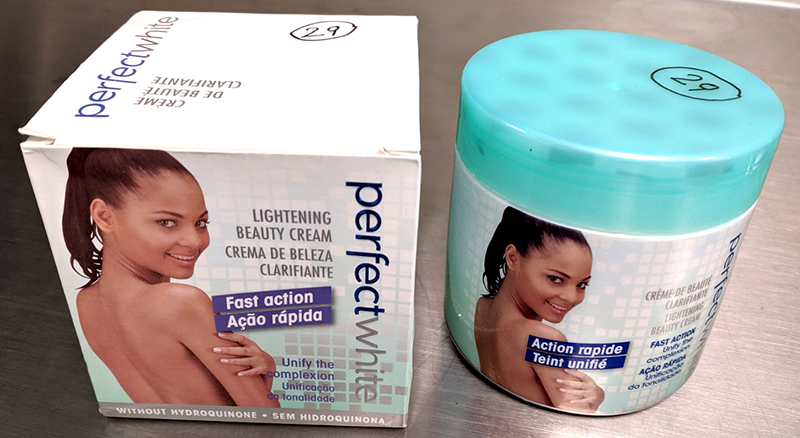 perfectwhite
CRÈME
DE BEAUTÉ
CLARIFIANTE
29
perfectwhite
LIGHTENING
BEAUTY CREAM
CREMA DE BELEZA
CLARIFIANTE
Fast action
Ação rápida
Unify the
complexion
Unificação
da tonalidade
WITHOUT HYDROQUINONE • SEM HIDROQUINONA
29
perfectwhite
CRÈME DE BEAUTÉ
CLARIFIANTE
LIGHTENING
BEAUTY CREAM
Action rapide
Teint unifié
FAST ACTION
Unify the
complexion
AÇÃO RÁPIDA
Unificação
da tonalidade